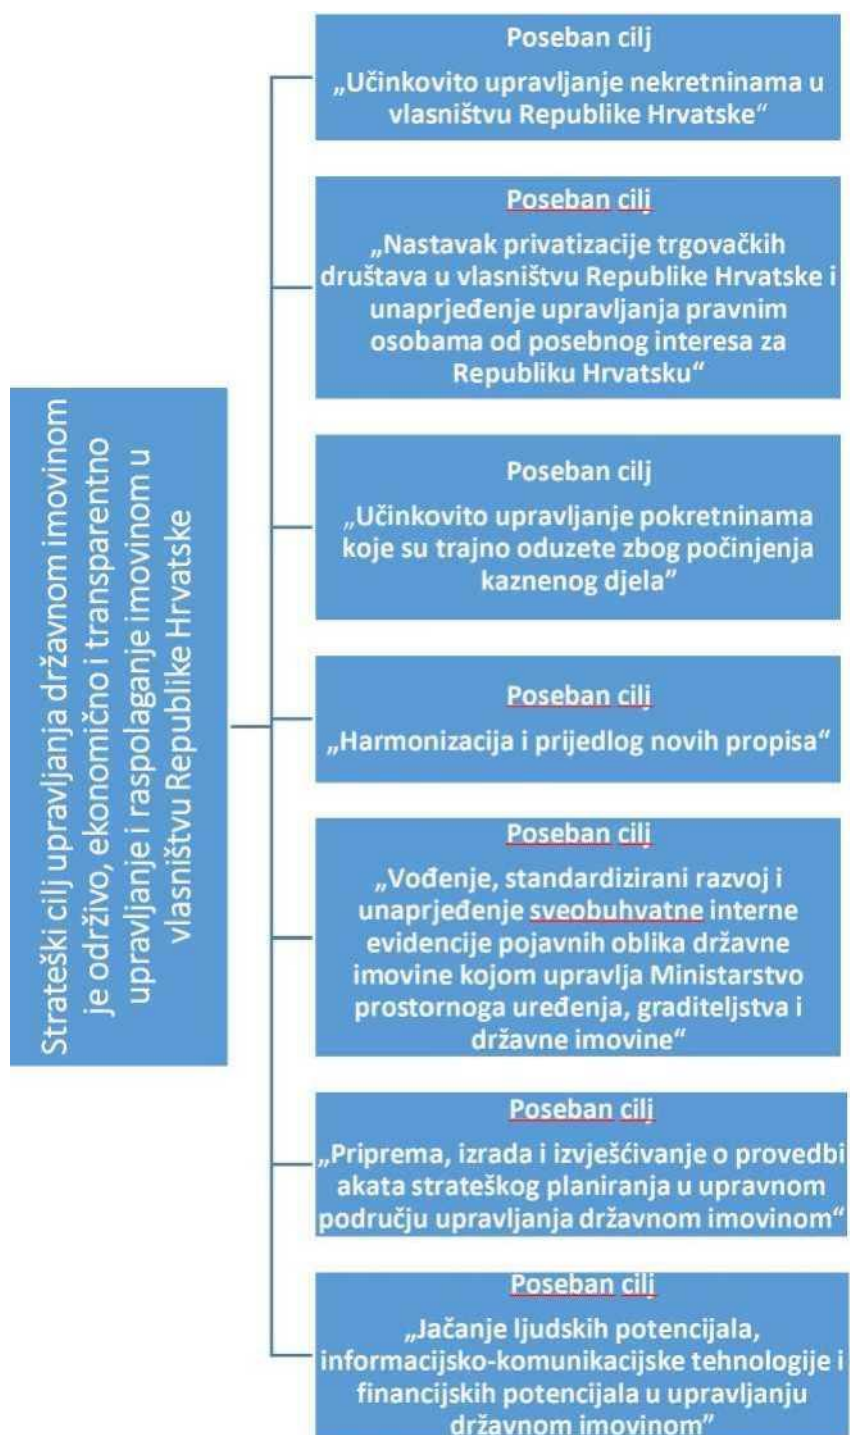 Strateški cilj upravljanja državnom imovinom
je održivo, ekonomično i transparentno
upravljanje i raspolaganje imovinom u
vlasništvu Republike Hrvatske
Poseban cilj
„Učinkovito upravljanje nekretninama u
vlasništvu Republike Hrvatske“
Poseban cilj
„Nastavak privatizacije trgovačkih
društava u vlasništvu Republike Hrvatske i
unaprjeđenje upravljanja pravnim
osobama od posebnog interesa za
Republiku Hrvatsku“
Poseban cilj
„Učinkovito upravljanje pokretninama
koje su trajno oduzete zbog počinjenja
kaznenog djela”
Poseban cilj
„Harmonizacija i prijedlog novih propisa“
Poseban cilj
„Vođenje, standardizirani razvoj i
unaprjeđenje sveobuhvatne interne
evidencije pojavnih oblika državne
imovine kojom upravlja Ministarstvo
prostornoga uređenja, graditeljstva i
državne imovine“
Poseban cilj
„Priprema, izrada i izvješćivanje o provedbi
akata strateškog planiranja u upravnom
području upravljanja državnom imovinom“
Poseban cilj
„Jačanje ljudskih potencijala,
informacijsko-komunikacijske tehnologije i
financijskih potencijala u upravljanju
državnom imovinom”